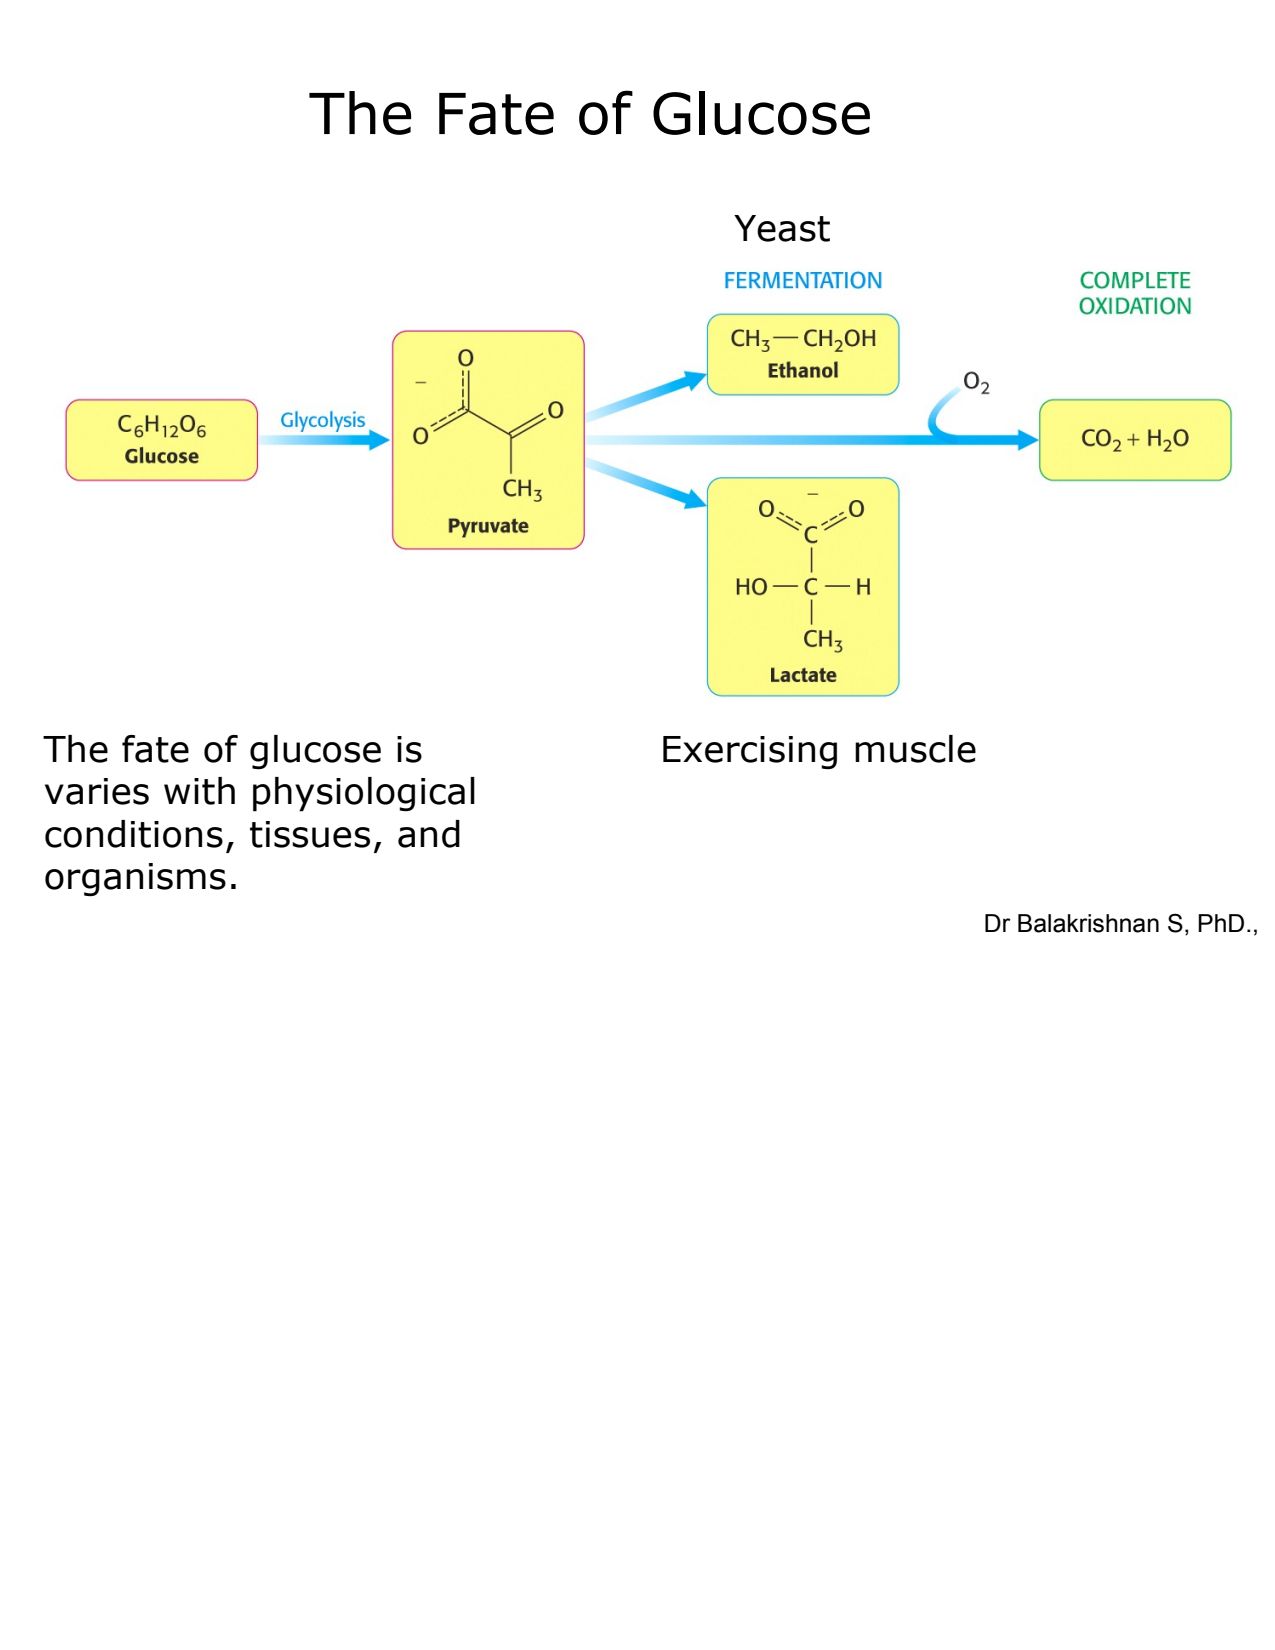 The Fate of Glucose
Yeast
FERMENTATION
COMPLETE
OXIDATION
C₆H₁₂O₆
Glucose
Glycolysis
–
O
O
O
CH₃
Pyruvate
CH₃—CH₂OH
Ethanol
O₂
CO₂ + H₂O
–
O
O
C
HO—C—H
CH₃
Lactate
The fate of glucose is
varies with physiological
conditions, tissues, and
organisms.
Exercising muscle
Dr Balakrishnan S, PhD.,